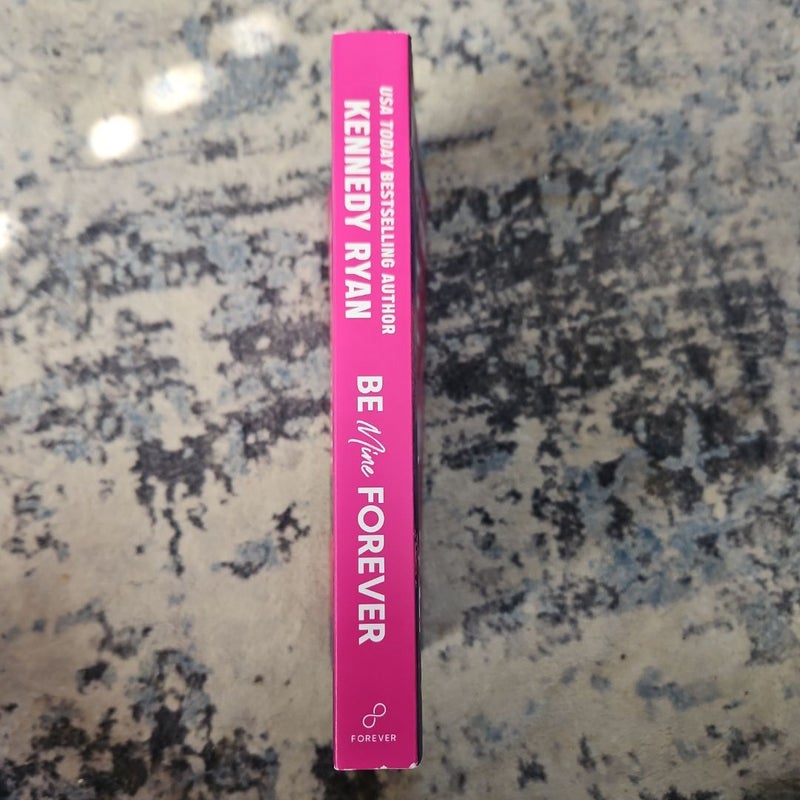 USA TODAY BESTSELLING AUTHOR
KENNEDY RYAN
BE Mine FOREVER
FOREVER